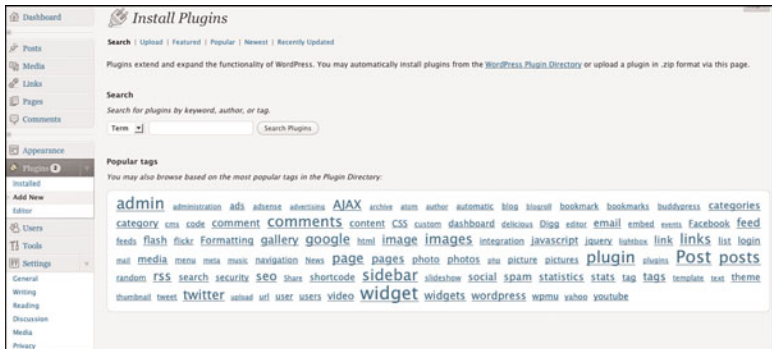 Dashboard
Posts
Media
Links
Pages
Comments
Appearance
Plugins 2
Installed
Add New
Editor
Users
Tools
Settings
General
Writing
Reading
Discussion
Media
Privacy
Install Plugins
Search | Upload | Featured | Popular | Newest | Recently Updated
Plugins extend and expand the functionality of WordPress. You may automatically install plugins from the WordPress Plugin Directory or upload a plugin in .zip format via this page.
Search
Search for plugins by keyword, author, or tag.
Term Search Plugins
Popular tags
You may also browse based on the most popular tags in the Plugin Directory:
admin administration ads adsense advertising AJAX archive atom author automatic blog blogroll bookmark bookmarks buddypress categories
category cms code comment comments content CSS custom dashboard delicious Digg editor email embed events Facebook feed
feeds flash flickr Formatting gallery google html image images integration javascript jquery lightbox link links list login
mail media menu meta music navigation News page pages photo photos php picture pictures plugin plugins Post posts
random rss search security seo Share shortcode sidebar slideshow social spam statistics stats tag tags template text theme
thumbnail tweet twitter upload url user users video widget widgets wordpress wpmu yahoo youtube